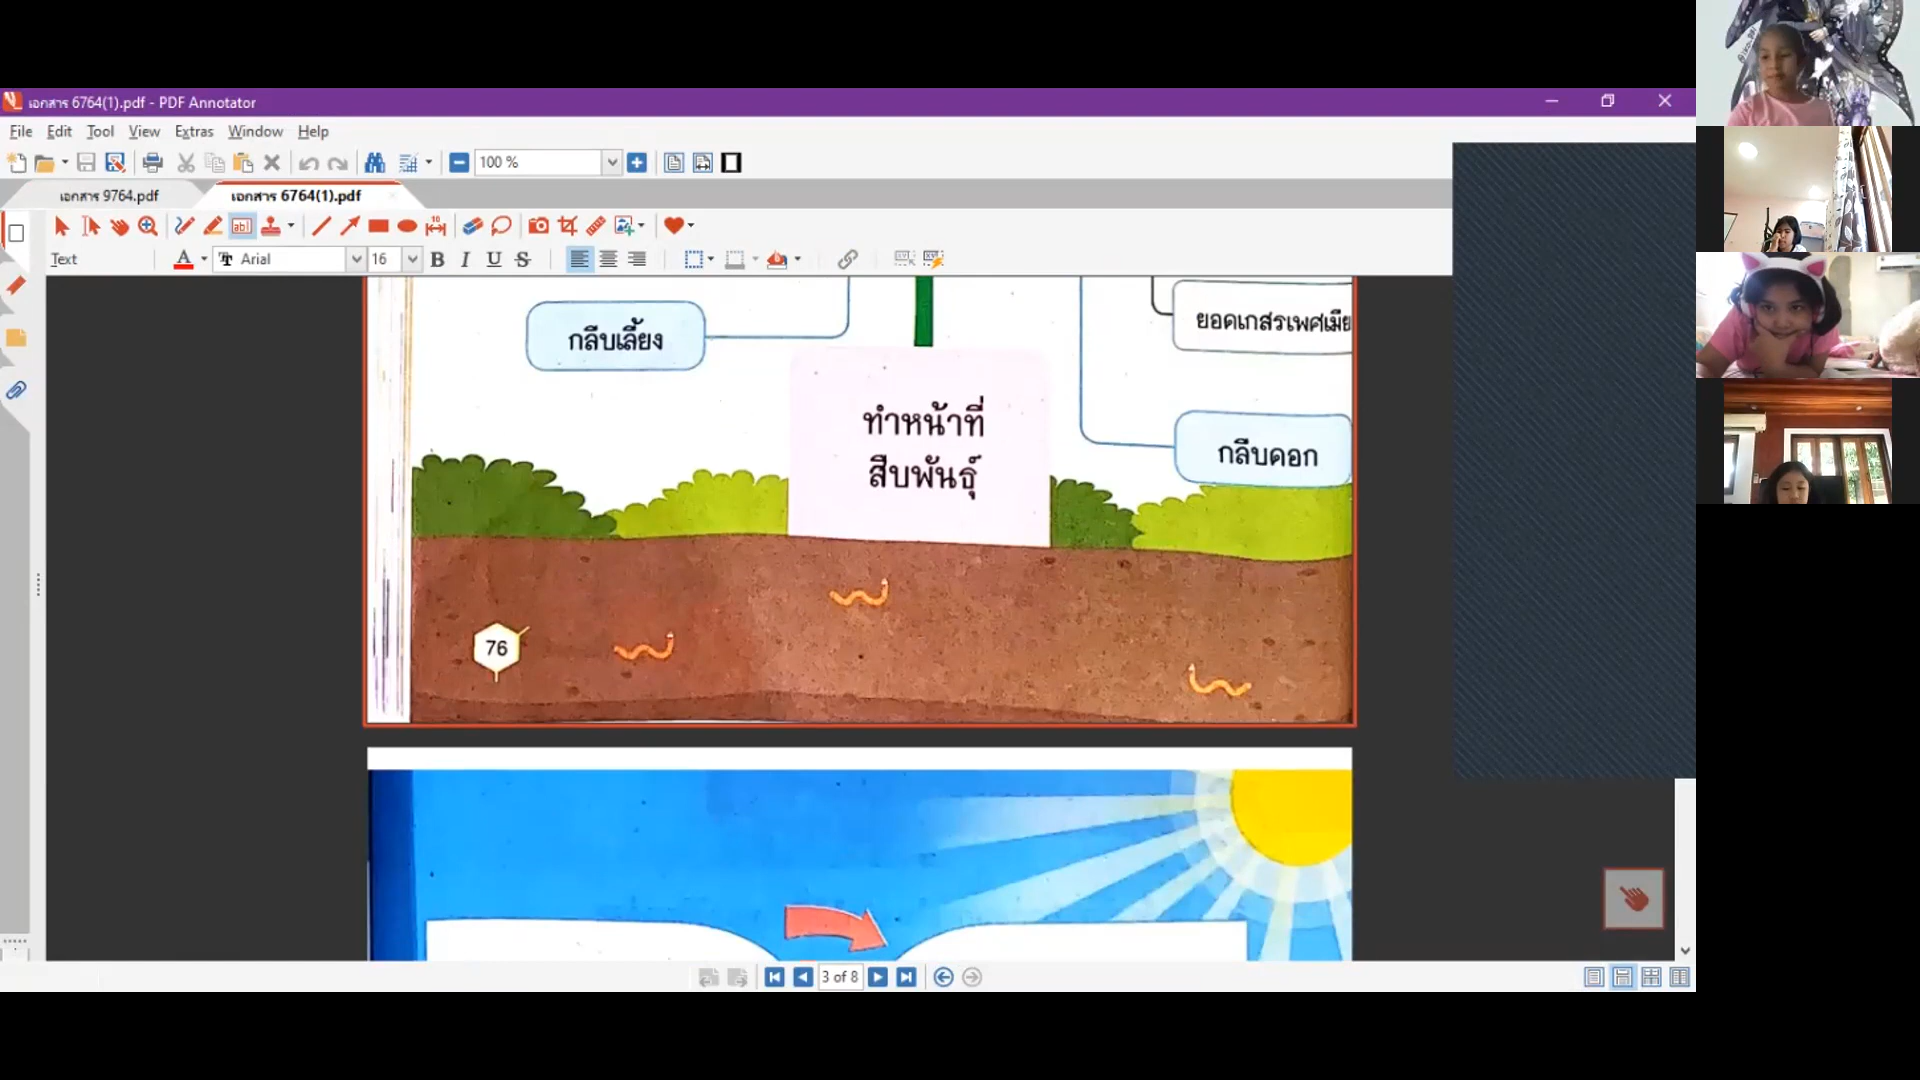 เอกสาร 6764(1).pdf - PDF Annotator
File Edit Tool View Extras Window Help
100 %
เอกสาร 9764.pdf
เอกสาร 6764(1).pdf
Text
Arial
16
B I U S
กลีบเลี้ยง
ยอดเกสรเพศเมีย
ทำหน้าที่
สืบพันธุ์
กลีบดอก
76
3 of 8